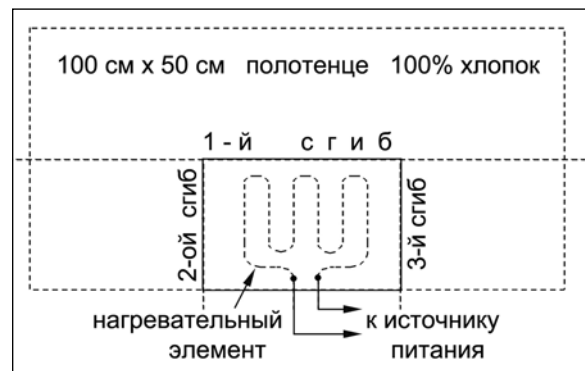 100 см х 50 см полотенце 100% хлопок
1 - й с г и б
2-ой сгиб
3-й сгиб
нагревательный элемент
к источнику питания